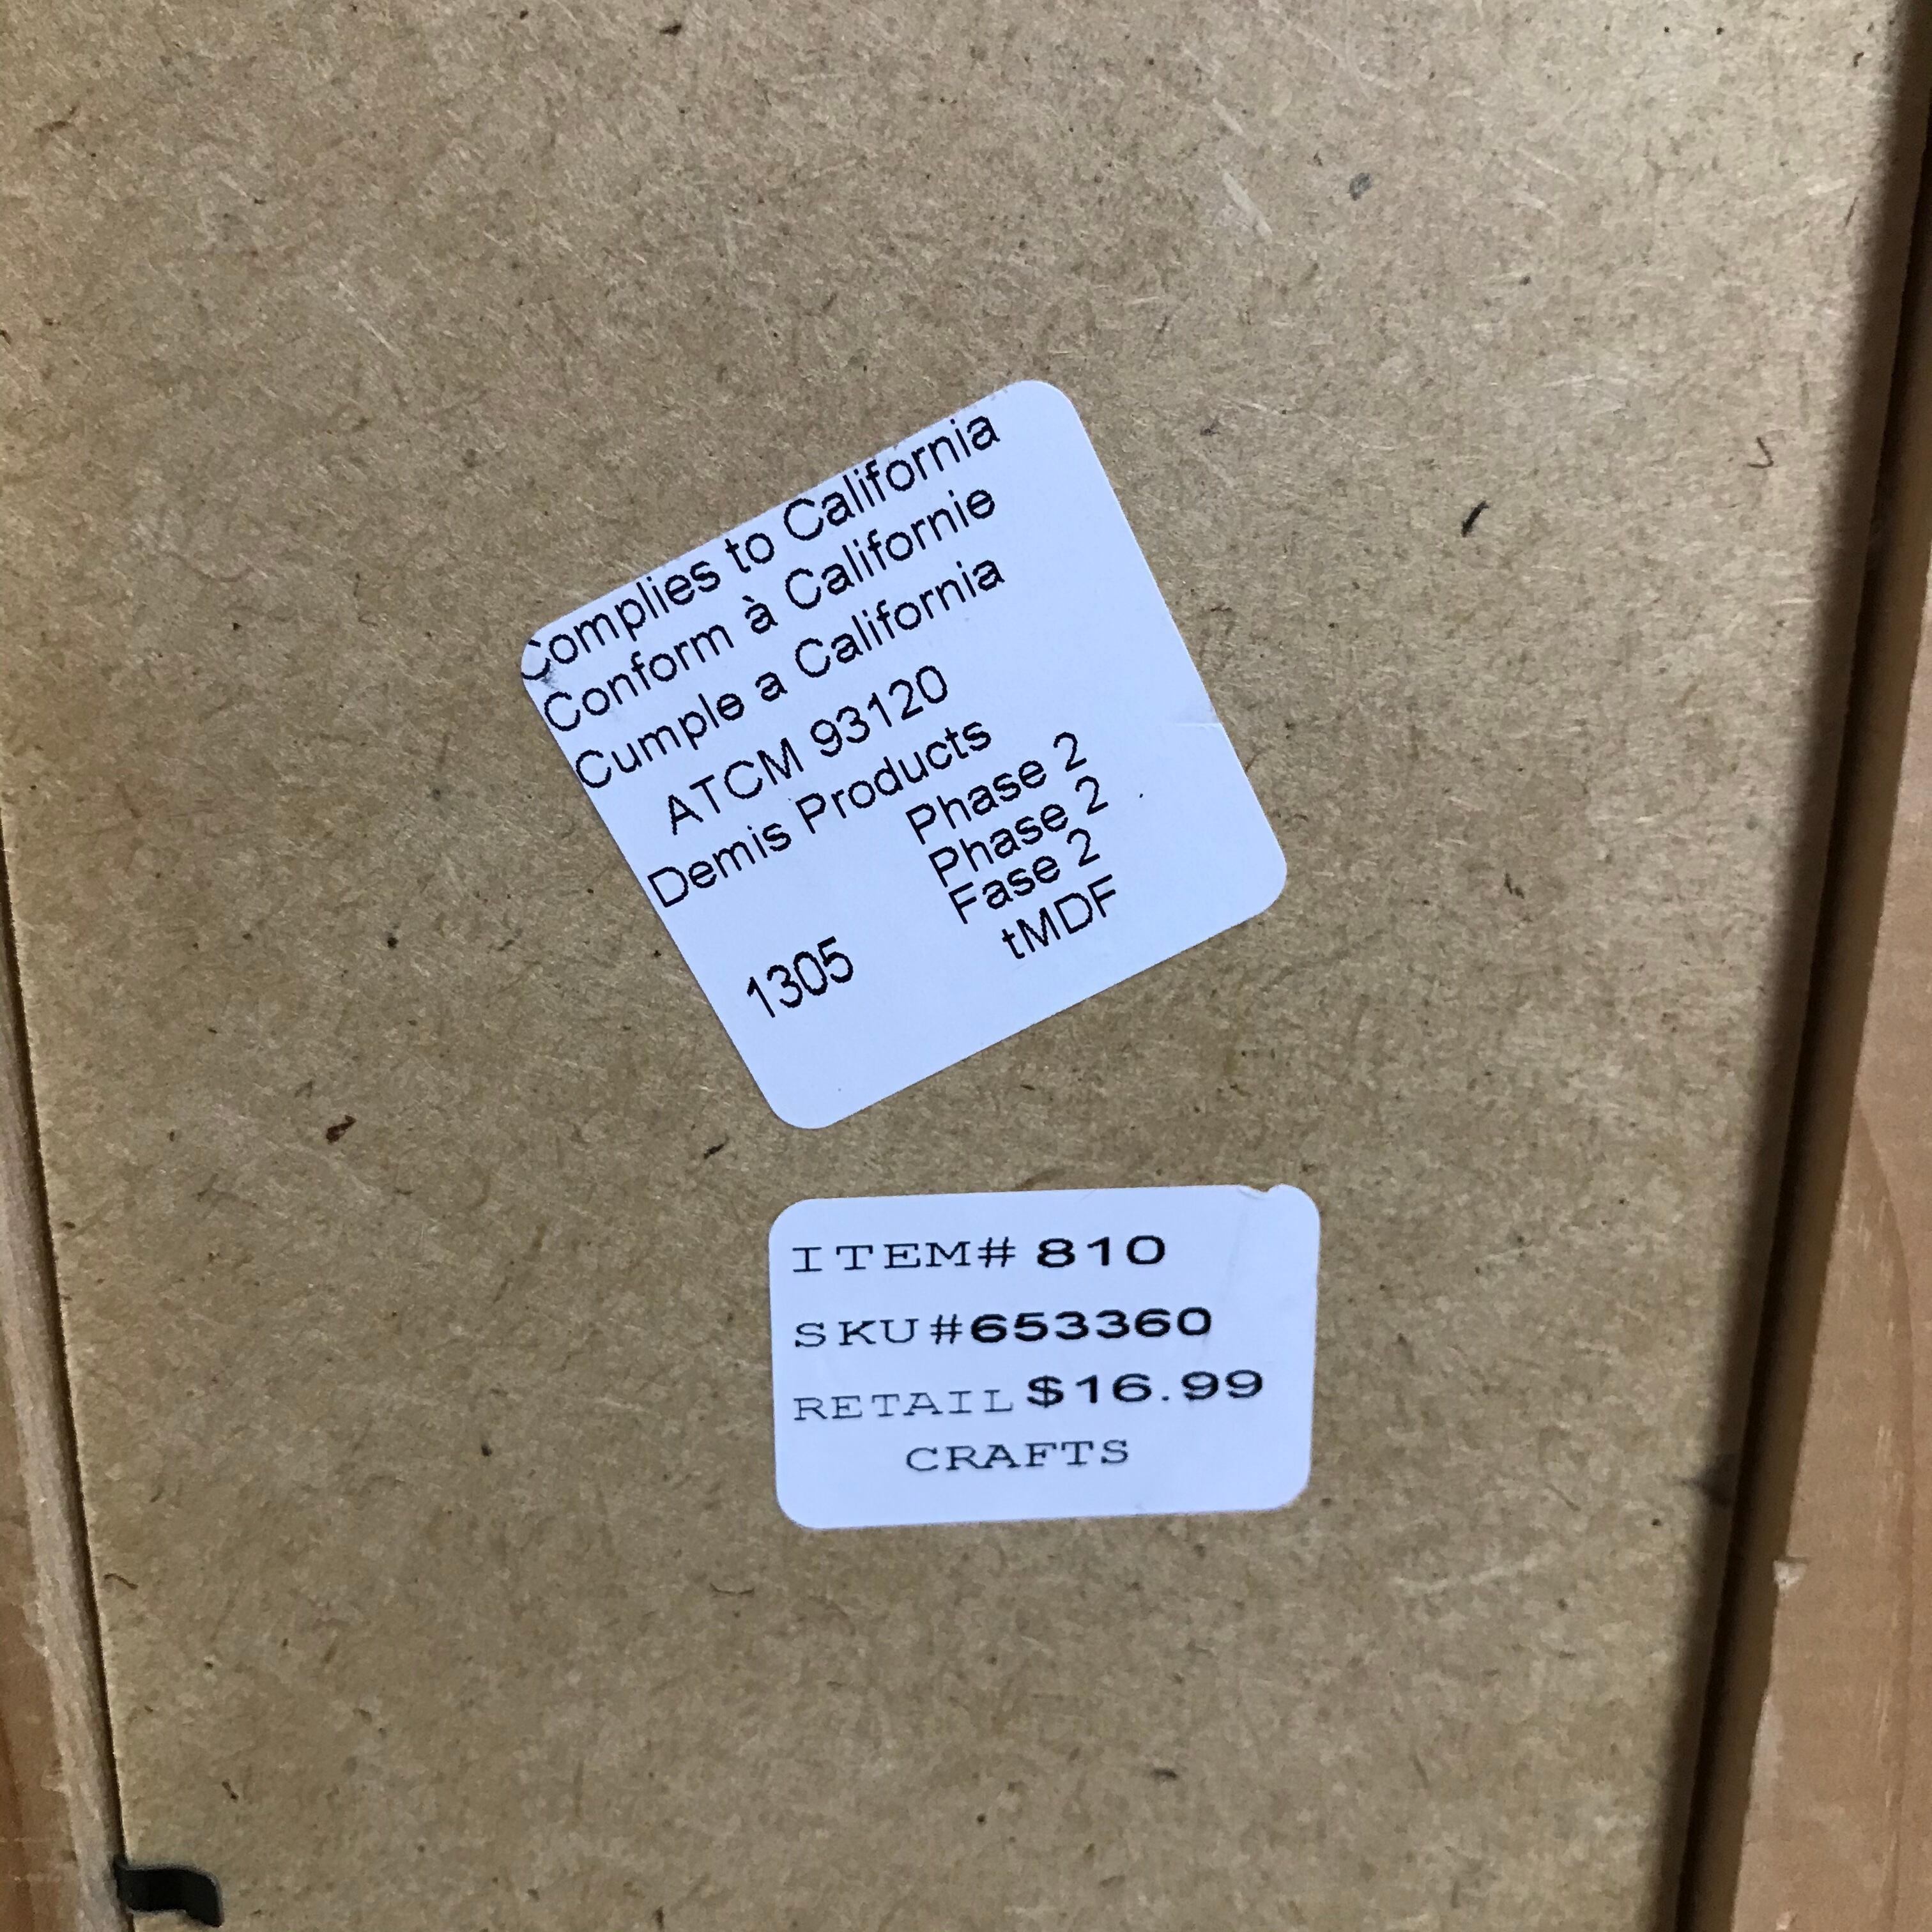 Complies to California
Conform à Californie
Cumple a California
ATCM 93120
Demis Products
Phase 2
Phase 2
Fase 2
1305 tMDF
ITEM# 810
SKU#653360
RETAIL $16.99
CRAFTS